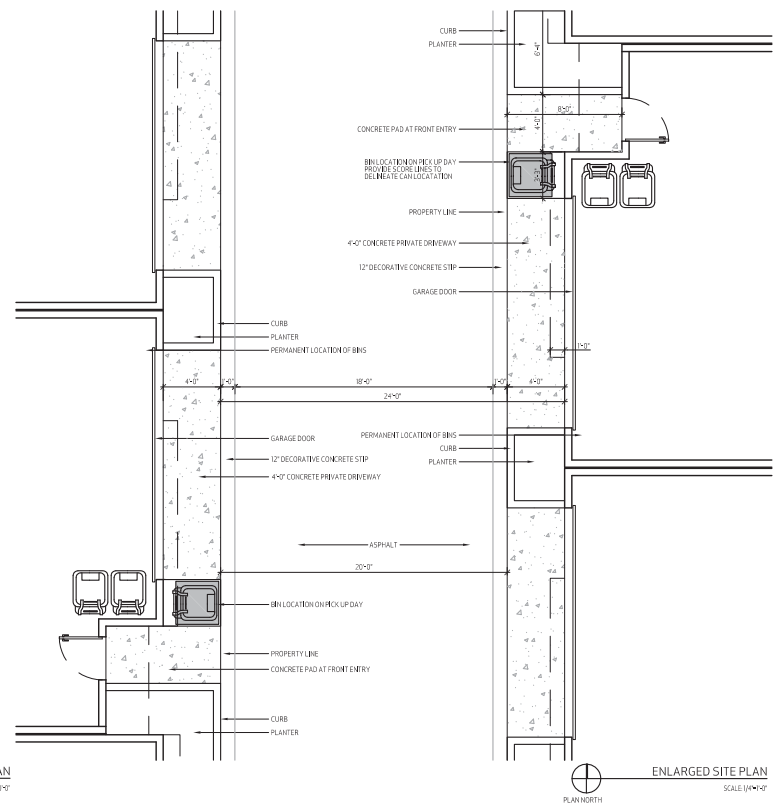 CURB
PLANTER
6'-4"
8'-0"
4'-0"
CONCRETE PAD AT FRONT ENTRY
BIN LOCATION ON PICK UP DAY
PROVIDE SCORE LINES TO
DELINEATE CAN LOCATATION
3'-3"
PROPERTY LINE
4'-0" CONCRETE PRIVATE DRIVEWAY
12" DECORATIVE CONCRETE STIP
GARAGE DOOR
CURB
PLANTER
PERMANENT LOCATION OF BINS
1'-0"
4'-0"
1'-0"
18'-0"
1'-0"
4'-0"
24'-0"
GARAGE DOOR
12" DECORATIVE CONCRETE STIP
4'-0" CONCRETE PRIVATE DRIVEWAY
PERMANENT LOCATION OF BINS
CURB
PLANTER
ASPHALT
20'-0"
BIN LOCATION ON PICK UP DAY
PROPERTY LINE
CONCRETE PAD AT FRONT ENTRY
CURB
PLANTER
ENLARGED SITE PLAN
SCALE: 1/4"=1'-0"
PLAN NORTH